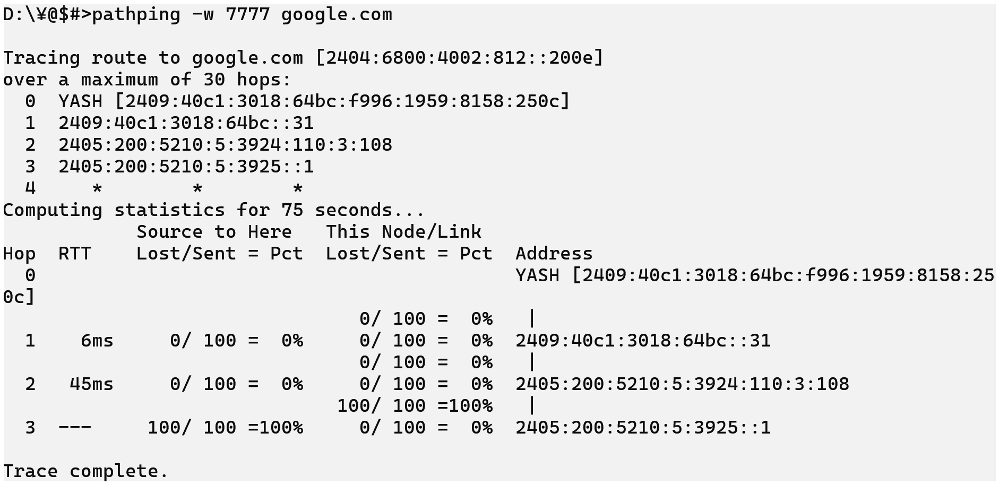 D:\¥@$#>pathping -w 7777 google.com

Tracing route to google.com [2404:6800:4002:812::200e]
over a maximum of 30 hops:
  0  YASH [2409:40c1:3018:64bc:f996:1959:8158:250c]
  1  2409:40c1:3018:64bc::31
  2  2405:200:5210:5:3924:110:3:108
  3  2405:200:5210:5:3925::1
  4     *        *        *
Computing statistics for 75 seconds...
            Source to Here   This Node/Link
Hop  RTT    Lost/Sent = Pct  Lost/Sent = Pct  Address
  0                                           YASH [2409:40c1:3018:64bc:f996:1959:8158:25
0c]
                                0/ 100 =  0%   |
  1    6ms     0/ 100 =  0%     0/ 100 =  0%  2409:40c1:3018:64bc::31
                                0/ 100 =  0%   |
  2   45ms     0/ 100 =  0%     0/ 100 =  0%  2405:200:5210:5:3924:110:3:108
                              100/ 100 =100%   |
  3  ---     100/ 100 =100%     0/ 100 =  0%  2405:200:5210:5:3925::1

Trace complete.